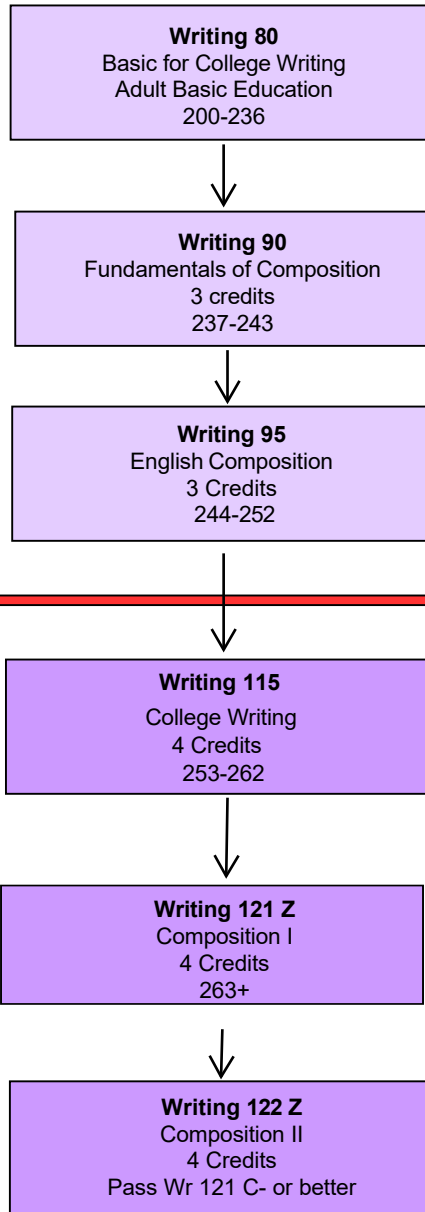 Writing 80
Basic for College Writing
Adult Basic Education
200-236
Writing 90
Fundamentals of Composition
3 credits
237-243
Writing 95
English Composition
3 Credits
244-252
Writing 115
College Writing
4 Credits
253-262
Writing 121 Z
Composition I
4 Credits
263+
Writing 122 Z
Composition II
4 Credits
Pass Wr 121 C- or better